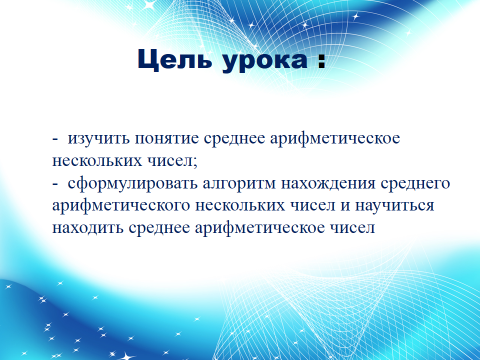 Цель урока :
- изучить понятие среднее арифметическое
нескольких чисел;
- сформулировать алгоритм нахождения среднего
арифметического нескольких чисел и научиться
находить среднее арифметическое чисел